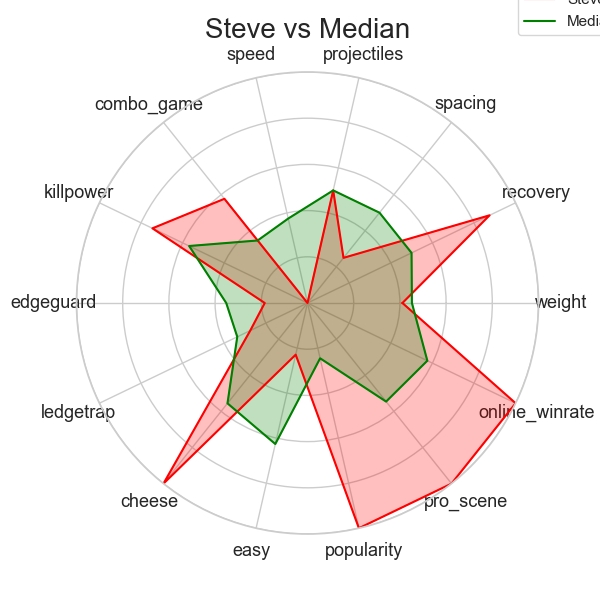 Steve vs Median
speed
projectiles
combo_game
spacing
killpower
recovery
edgeguard
weight
ledgetrap
online_winrate
cheese
pro_scene
easy
popularity